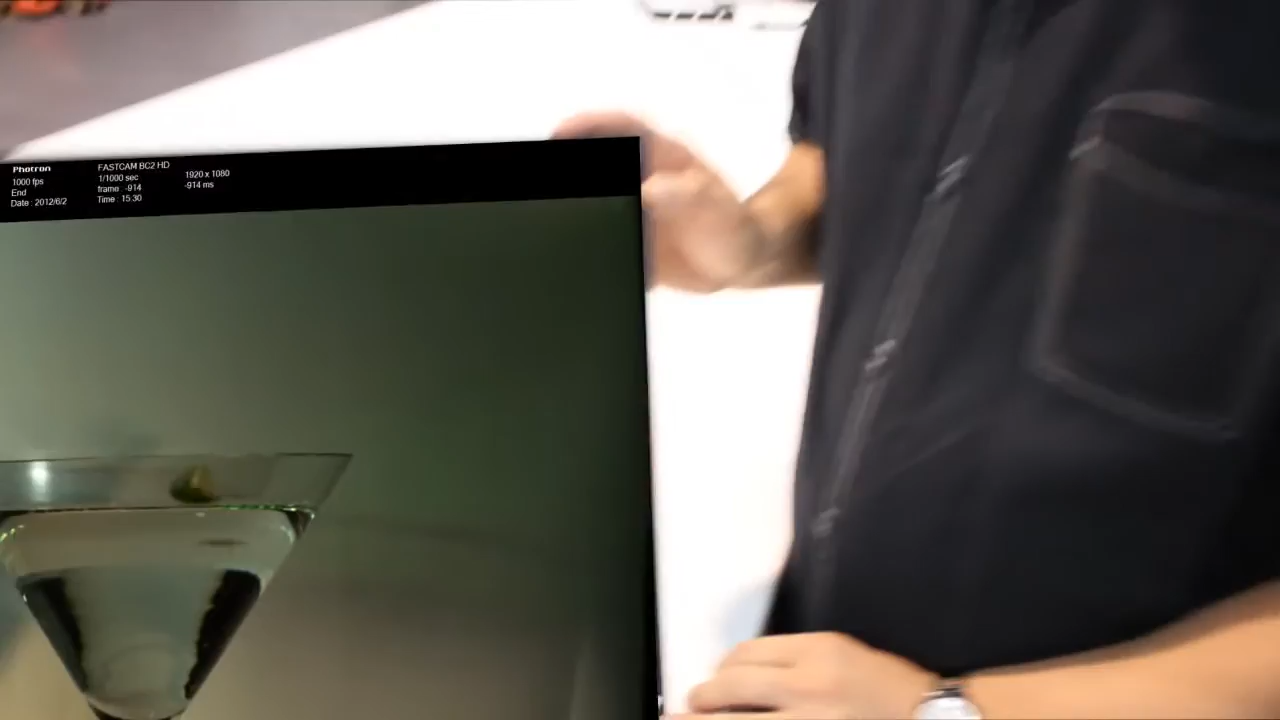 Photron
1000 fps
End
Date : 2012/6/2
FASTCAM BC2 HD
1/1000 sec
frame : -914
Time : 15:30
1920 x 1080
-914 ms